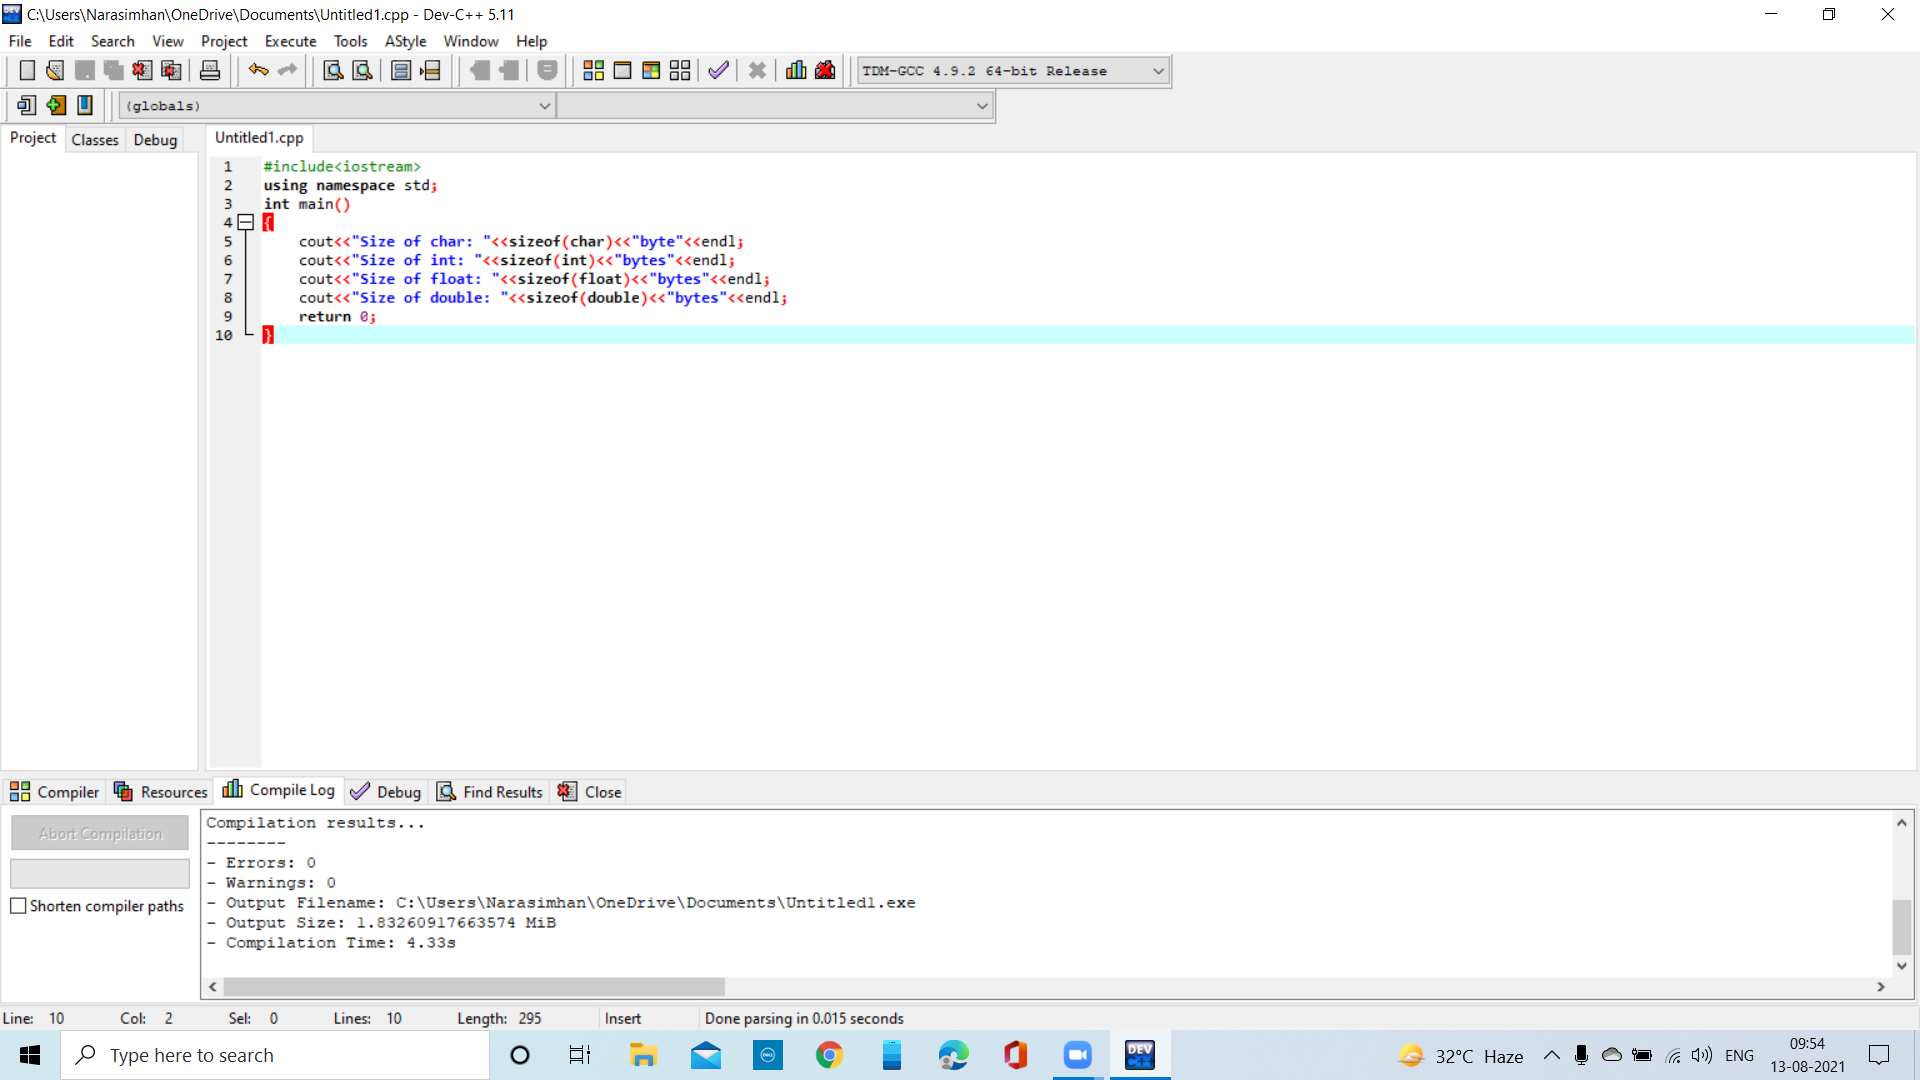 C:\Users\Narasimhan\OneDrive\Documents\Untitled1.cpp - Dev-C++ 5.11
File Edit Search View Project Execute Tools AStyle Window Help
TDM-GCC 4.9.2 64-bit Release
(globals)
Project Classes Debug Untitled1.cpp
1 #include<iostream>
2 using namespace std;
3 int main()
4 {
5 cout<<"Size of char: "<<sizeof(char)<<"byte"<<endl;
6 cout<<"Size of int: "<<sizeof(int)<<"bytes"<<endl;
7 cout<<"Size of float: "<<sizeof(float)<<"bytes"<<endl;
8 cout<<"Size of double: "<<sizeof(double)<<"bytes"<<endl;
9 return 0;
10 }
Compiler Resources Compile Log Debug Find Results Close
Abort Compilation
Shorten compiler paths
Compilation results...
--------
- Errors: 0
- Warnings: 0
- Output Filename: C:\Users\Narasimhan\OneDrive\Documents\Untitled1.exe
- Output Size: 1.83260917663574 MiB
- Compilation Time: 4.33s
Line: 10 Col: 2 Sel: 0 Lines: 10 Length: 295 Insert Done parsing in 0.015 seconds
Type here to search
DELL
DEV C++
32°C Haze
ENG
09:54
13-08-2021